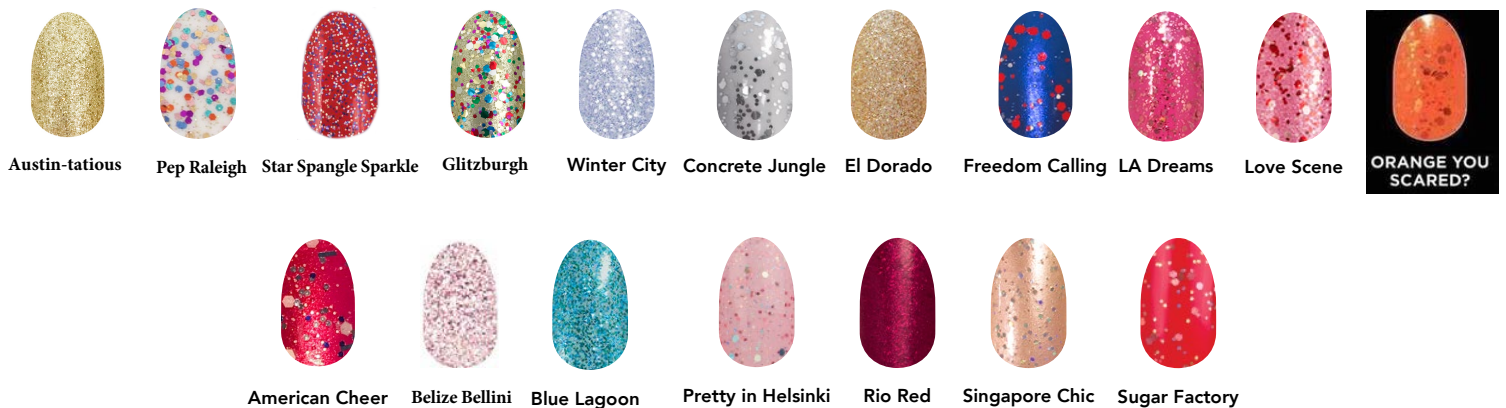 Austin-tatious
Pep Raleigh
Star Spangle Sparkle
Glitzburgh
Winter City
Concrete Jungle
El Dorado
Freedom Calling
LA Dreams
Love Scene
ORANGE YOU
SCARED?
American Cheer
Belize Bellini
Blue Lagoon
Pretty in Helsinki
Rio Red
Singapore Chic
Sugar Factory